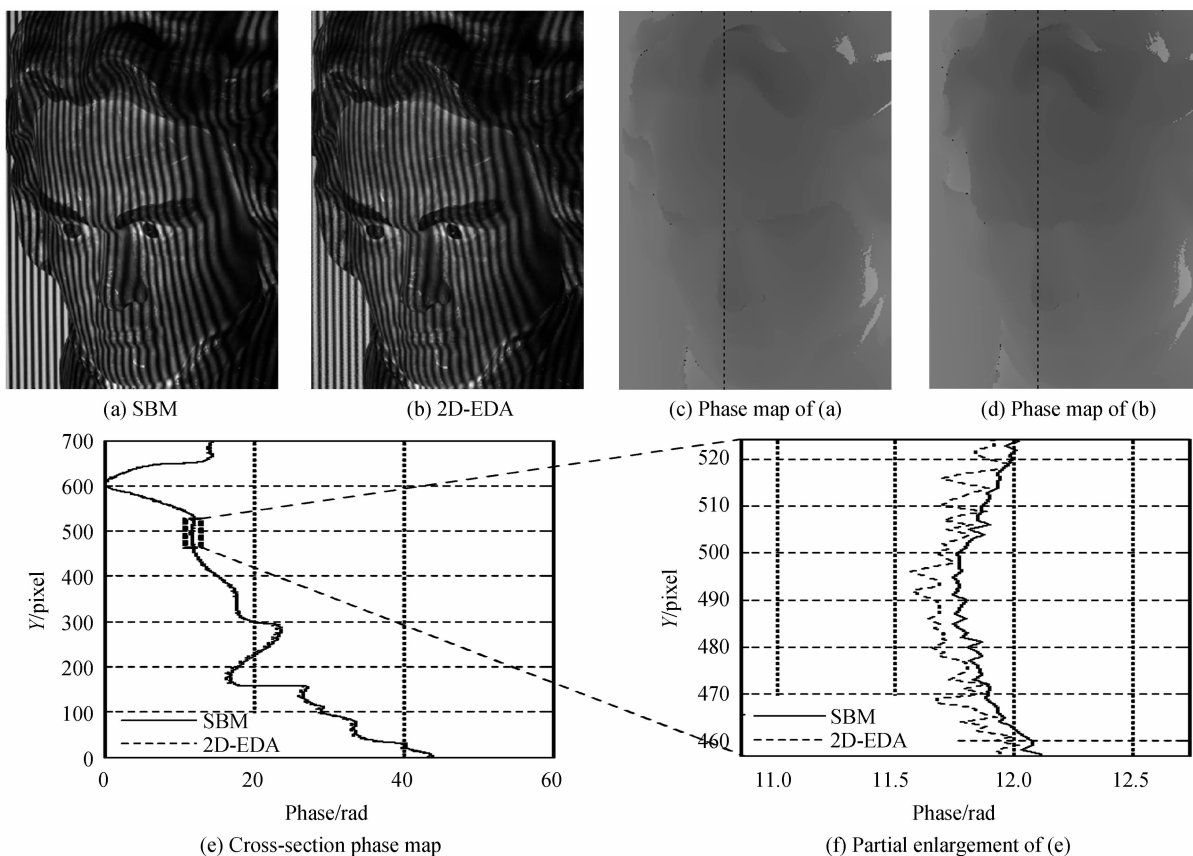 (a) SBM
(b) 2D-EDA
(c) Phase map of (a)
(d) Phase map of (b)
700
600
500
400
300
200
100
0
Y/pixel
SBM
2D-EDA
0
20
40
60
Phase/rad
(e) Cross-section phase map
520
510
500
490
480
470
460
Y/pixel
SBM
2D-EDA
11.0
11.5
12.0
12.5
Phase/rad
(f) Partial enlargement of (e)